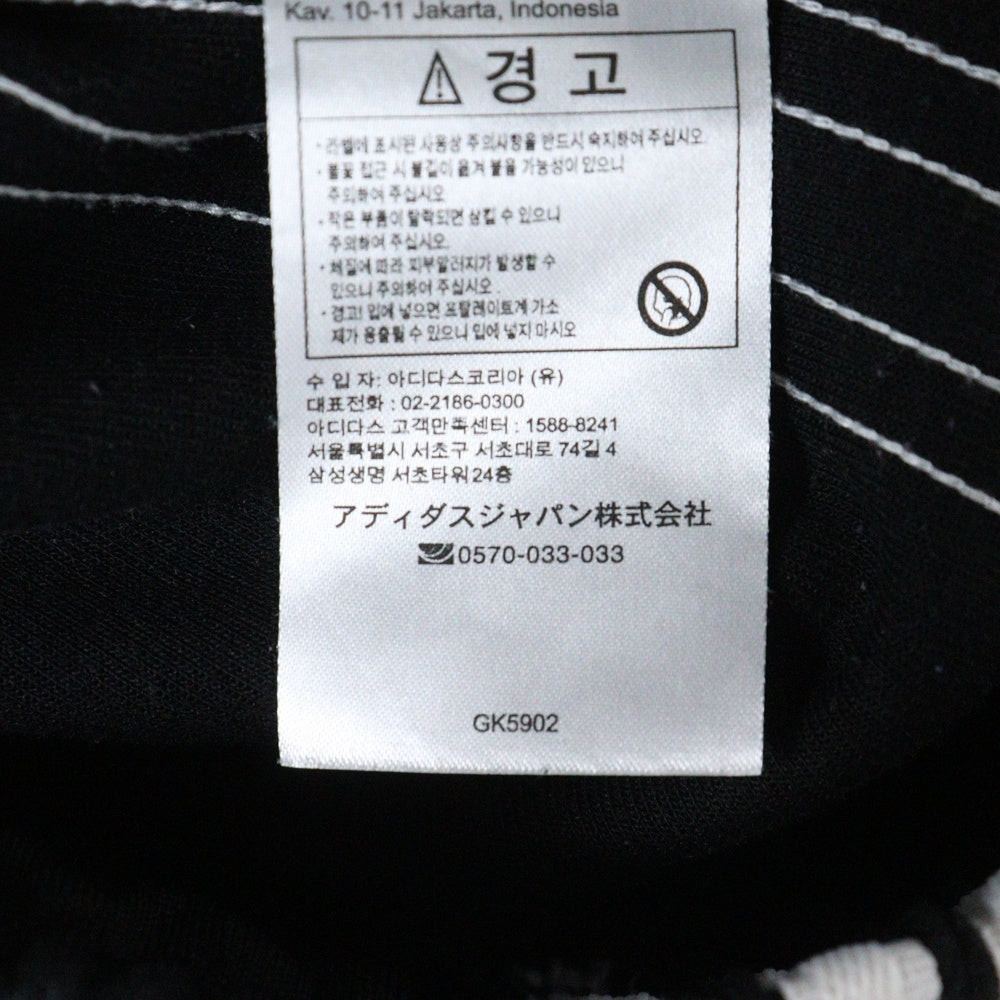 Kav. 10-11 Jakarta, Indonesia
⚠ 경 고
· 라벨에 표시된 사용상 주의사항을 반드시 숙지하여 주십시오.
· 불꽃 접근 시 불길이 옮겨 붙을 가능성이 있으니
주의하여 주십시오
· 작은 부품이 탈락되면 삼킬 수 있으니
주의하여 주십시오.
· 체질에 따라 피부알러지가 발생할 수
있으니 주의하여 주십시오.
· 경고! 입에 넣으면 프탈레이트계 가소
제가 용출될 수 있으니 입에 넣지 마시오
수 입 자: 아디다스코리아 (유)
대표전화 : 02-2186-0300
아디다스 고객만족센터 : 1588-8241
서울특별시 서초구 서초대로 74길 4
삼성생명 서초타워 24층
アディダスジャパン株式会社
0570-033-033
GK5902